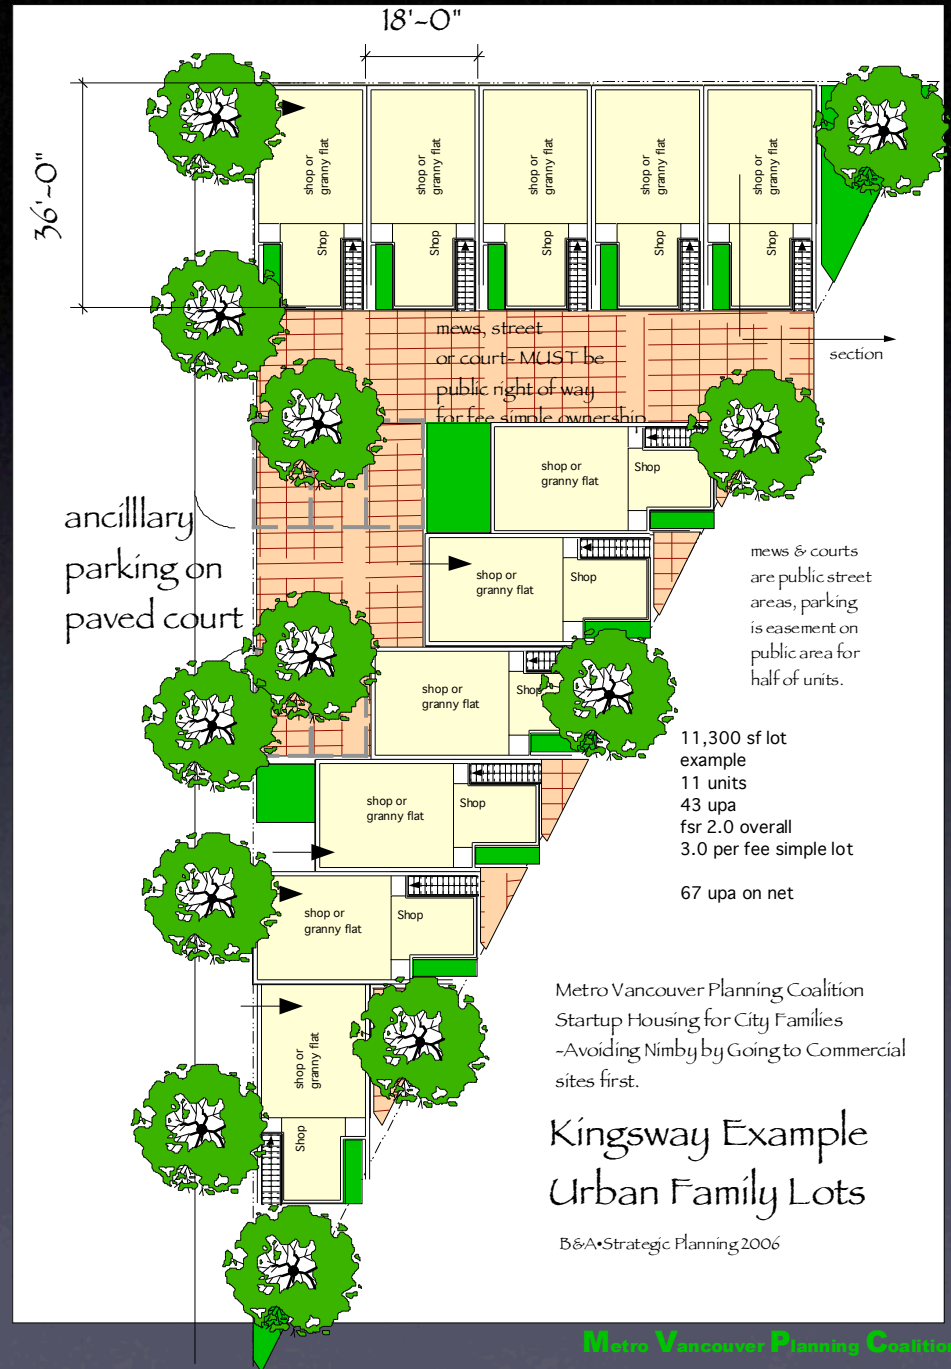 18'-0"
36'-0"
shop or
granny flat
Shop
shop or
granny flat
Shop
shop or
granny flat
Shop
shop or
granny flat
Shop
shop or
granny flat
Shop
mews, street
or court- MUST be
public right of way
for fee simple ownership
section
shop or
granny flat
Shop
ancilllary
parking on
paved court
shop or
granny flat
Shop
mews & courts
are public street
areas, parking
is easement on
public area for
half of units.
shop or
granny flat
Shop
11,300 sf lot
example
11 units
43 upa
fsr 2.0 overall
3.0 per fee simple lot
67 upa on net
shop or
granny flat
Shop
shop or
granny flat
Shop
Metro Vancouver Planning Coalition
Startup Housing for City Families
-Avoiding Nimby by Going to Commercial
sites first.
shop or
granny flat
Shop
Kingsway Example
Urban Family Lots
B&A•Strategic Planning 2006
Metro Vancouver Planning Coalition